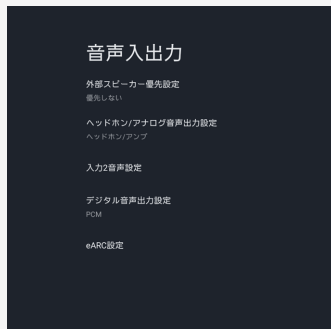 音声入出力
外部スピーカー優先設定
優先しない
ヘッドホン/アナログ音声出力設定
ヘッドホン/アンプ
入力2音声設定
デジタル音声出力設定
PCM
eARC設定